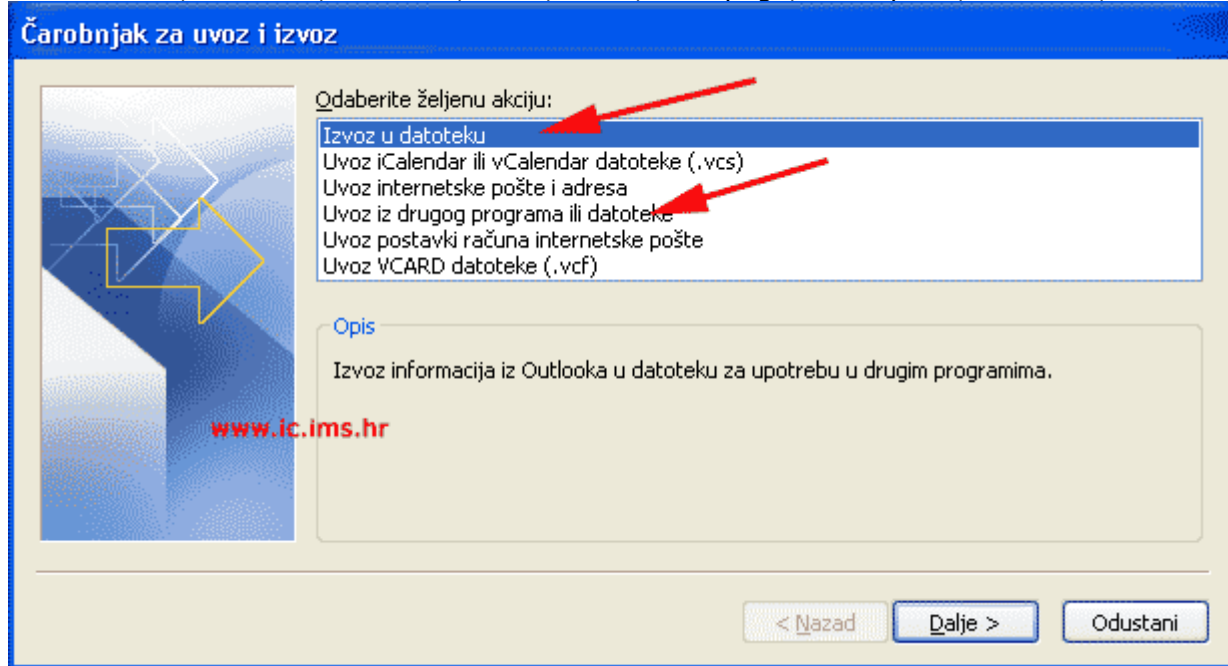 Čarobnjak za uvoz i izvoz
Odaberite željenu akciju:
Izvoz u datoteku
Uvoz iCalendar ili vCalendar datoteke (.vcs)
Uvoz internetske pošte i adresa
Uvoz iz drugog programa ili datoteke
Uvoz postavki računa internetske pošte
Uvoz VCARD datoteke (.vcf)
Opis
Izvoz informacija iz Outlooka u datoteku za upotrebu u drugim programima.
www.ic.ims.hr
< Nazad
Dalje >
Odustani